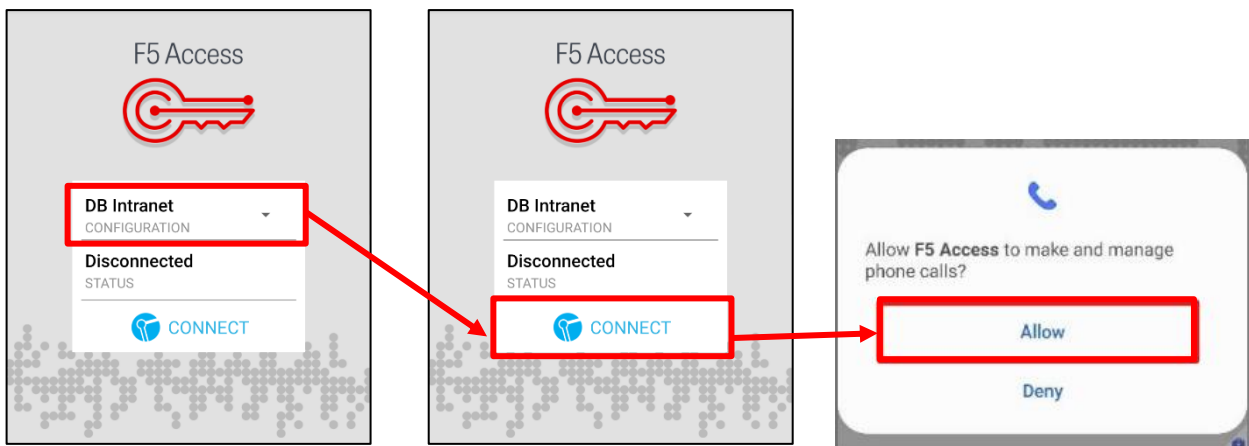 F5 Access
DB Intranet
CONFIGURATION
Disconnected
STATUS
CONNECT
F5 Access
DB Intranet
CONFIGURATION
Disconnected
STATUS
CONNECT
Allow F5 Access to make and manage
phone calls?
Allow
Deny